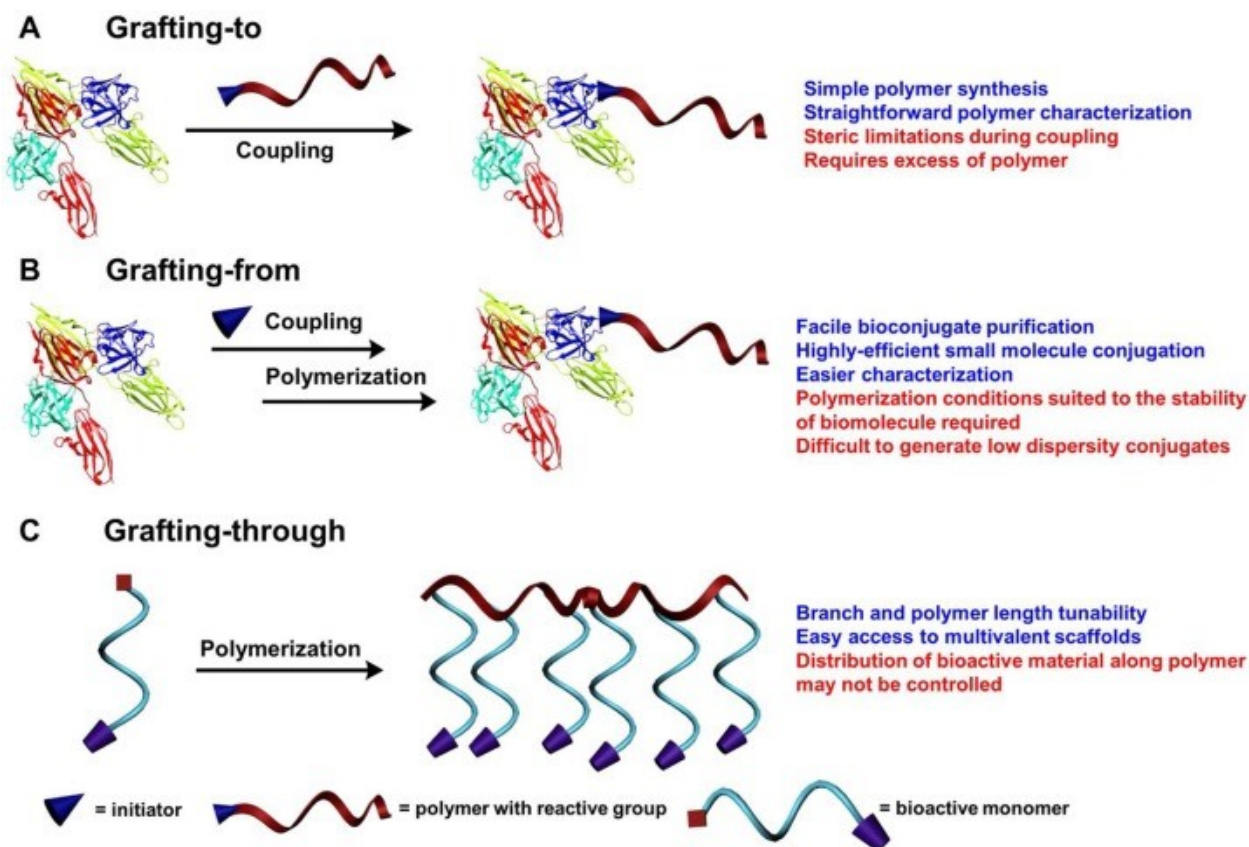 A Grafting-to
Coupling
Simple polymer synthesis
Straightforward polymer characterization
Steric limitations during coupling
Requires excess of polymer
B Grafting-from
Coupling
Polymerization
Facile bioconjugate purification
Highly-efficient small molecule conjugation
Easier characterization
Polymerization conditions suited to the stability
of biomolecule required
Difficult to generate low dispersity conjugates
C Grafting-through
Polymerization
Branch and polymer length tunability
Easy access to multivalent scaffolds
Distribution of bioactive material along polymer
may not be controlled
= initiator
= polymer with reactive group
= bioactive monomer